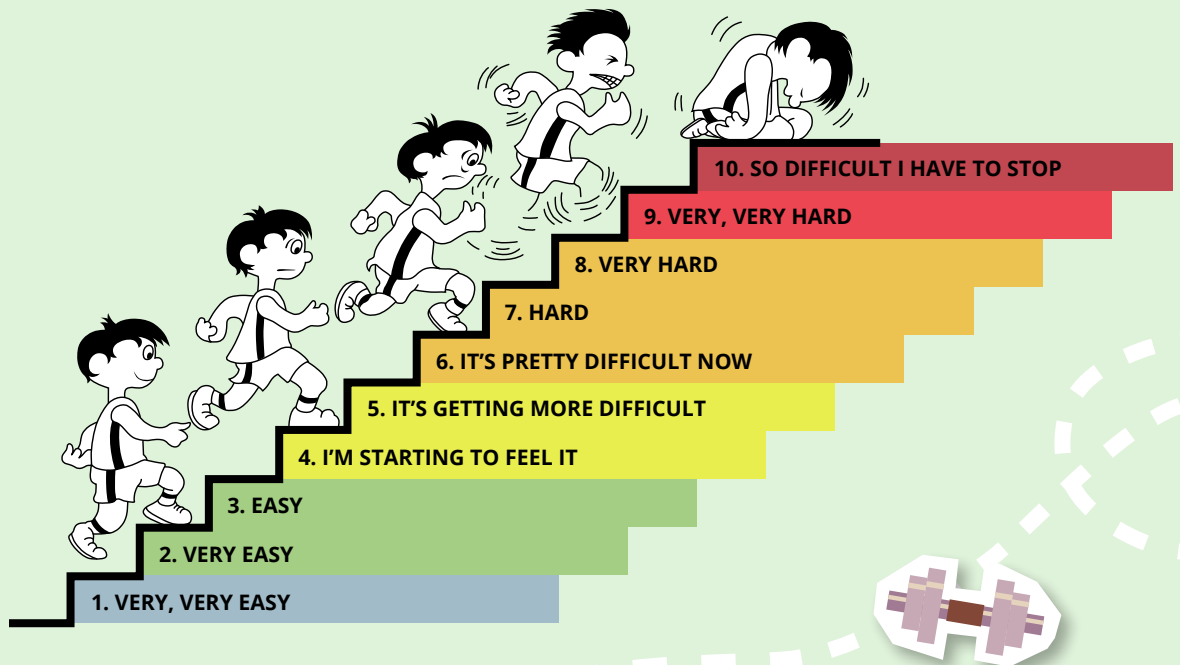 10. SO DIFFICULT I HAVE TO STOP
9. VERY, VERY HARD
8. VERY HARD
7. HARD
6. IT'S PRETTY DIFFICULT NOW
5. IT'S GETTING MORE DIFFICULT
4. I'M STARTING TO FEEL IT
3. EASY
2. VERY EASY
1. VERY, VERY EASY